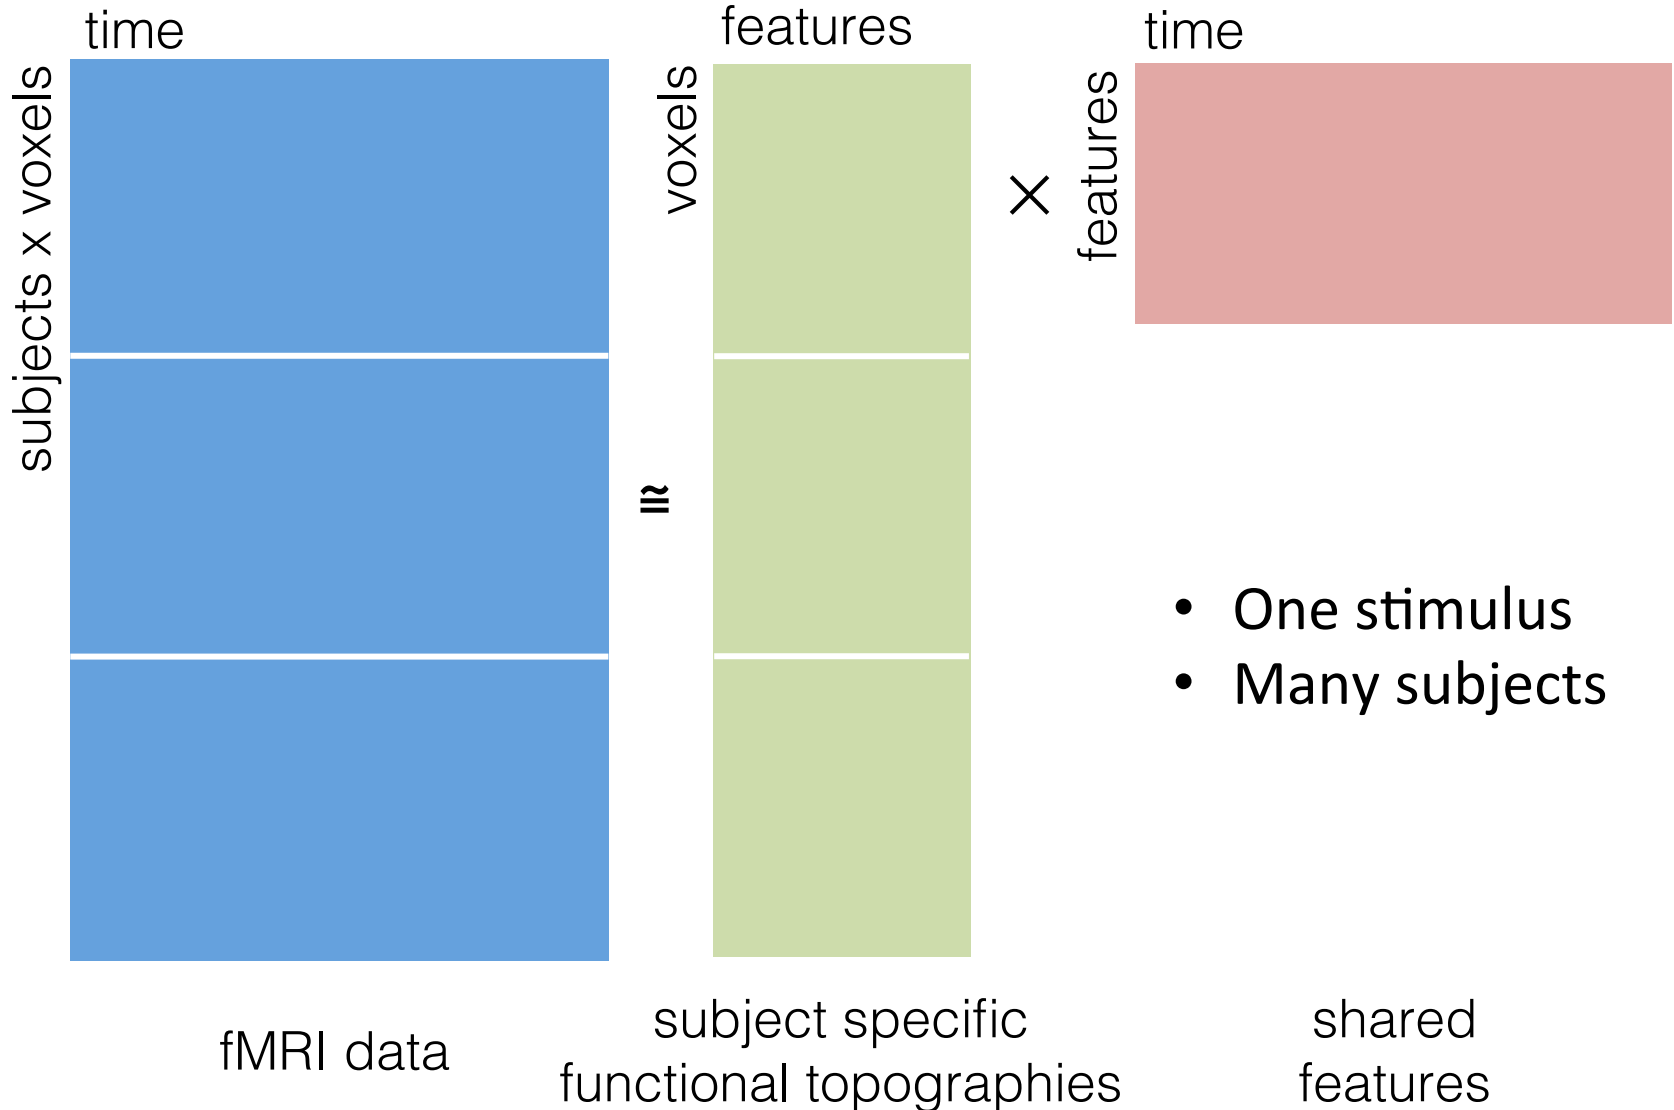 time
features
time
subjects x voxels
voxels
features
×
≊
• One stimulus
• Many subjects
fMRI data
subject specific
functional topographies
shared
features